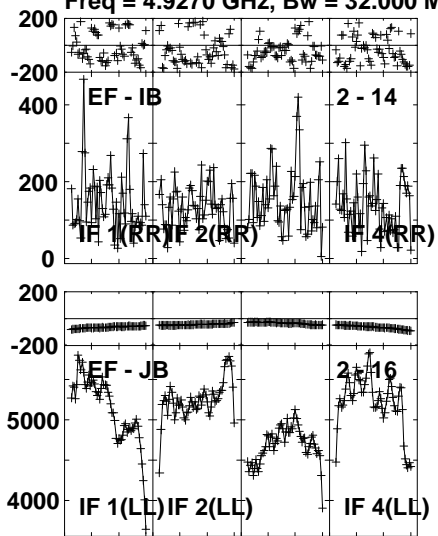 Freq = 4.9270 GHz, Bw = 32.000 M
200
-200
400
EF - IB 2 - 14
200
0
IF 1(RR) IF 2(RR) IF 4(RR)
200
-200
EF - JB 2 - 16
5000
4000
IF 1(LL) IF 2(LL) IF 4(LL)